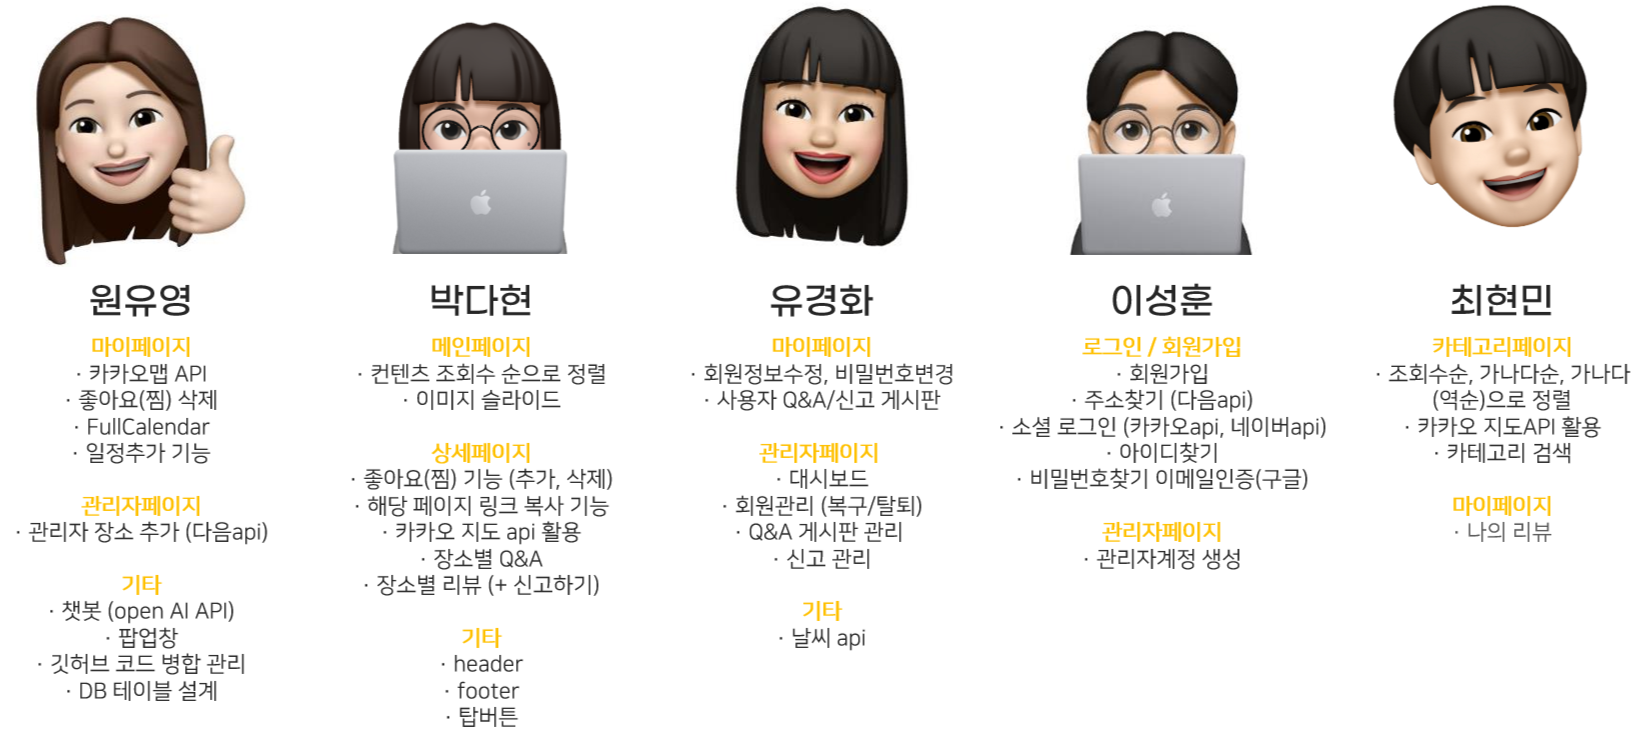 원유영
마이페이지
· 카카오맵 API
· 좋아요(찜) 삭제
· FullCalendar
· 일정추가 기능
관리자페이지
· 관리자 장소 추가 (다음api)
기타
· 챗봇 (open AI API)
· 팝업창
· 깃허브 코드 병합 관리
· DB 테이블 설계
박다현
메인페이지
· 컨텐츠 조회수 순으로 정렬
· 이미지 슬라이드
상세페이지
· 좋아요(찜) 기능 (추가, 삭제)
· 해당 페이지 링크 복사 기능
· 카카오 지도 api 활용
· 장소별 Q&A
· 장소별 리뷰 (+ 신고하기)
기타
· header
· footer
· 탑버튼
유경화
마이페이지
· 회원정보수정, 비밀번호변경
· 사용자 Q&A/신고 게시판
관리자페이지
· 대시보드
· 회원관리 (복구/탈퇴)
· Q&A 게시판 관리
· 신고 관리
기타
· 날씨 api
이성훈
로그인 / 회원가입
· 회원가입
· 주소찾기 (다음api)
· 소셜 로그인 (카카오api, 네이버api)
· 아이디찾기
· 비밀번호찾기 이메일인증(구글)
관리자페이지
· 관리자계정 생성
최현민
카테고리페이지
· 조회수순, 가나다순, 가나다
(역순)으로 정렬
· 카카오 지도API 활용
· 카테고리 검색
마이페이지
· 나의 리뷰